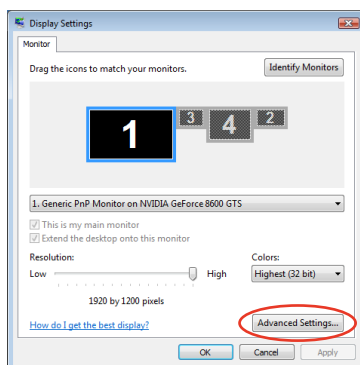 Display Settings
Monitor
Drag the icons to match your monitors.
Identify Monitors
1
3
4
2
1. Generic PnP Monitor on NVIDIA GeForce 8600 GTS
This is my main monitor
Extend the desktop onto this monitor
Resolution:
Colors:
Low
High
Highest (32 bit)
1920 by 1200 pixels
How do I get the best display?
Advanced Settings...
OK
Cancel
Apply